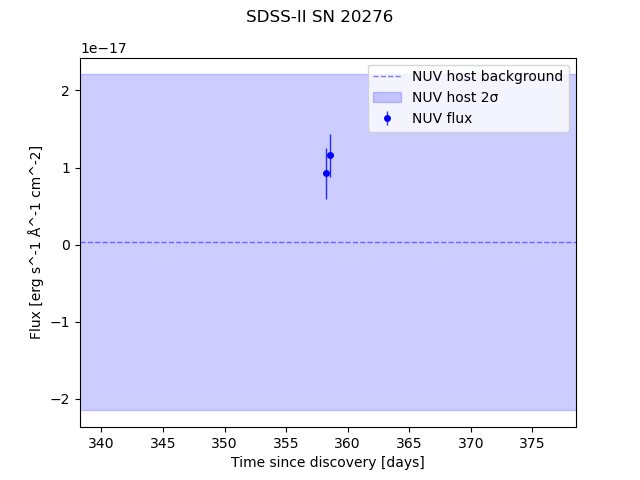 SDSS-II SN 20276
1e−17
NUV host background
NUV host 2σ
NUV flux
2
1
0
−1
−2
Flux [erg s^-1 Å^-1 cm^-2]
340
345
350
355
360
365
370
375
Time since discovery [days]